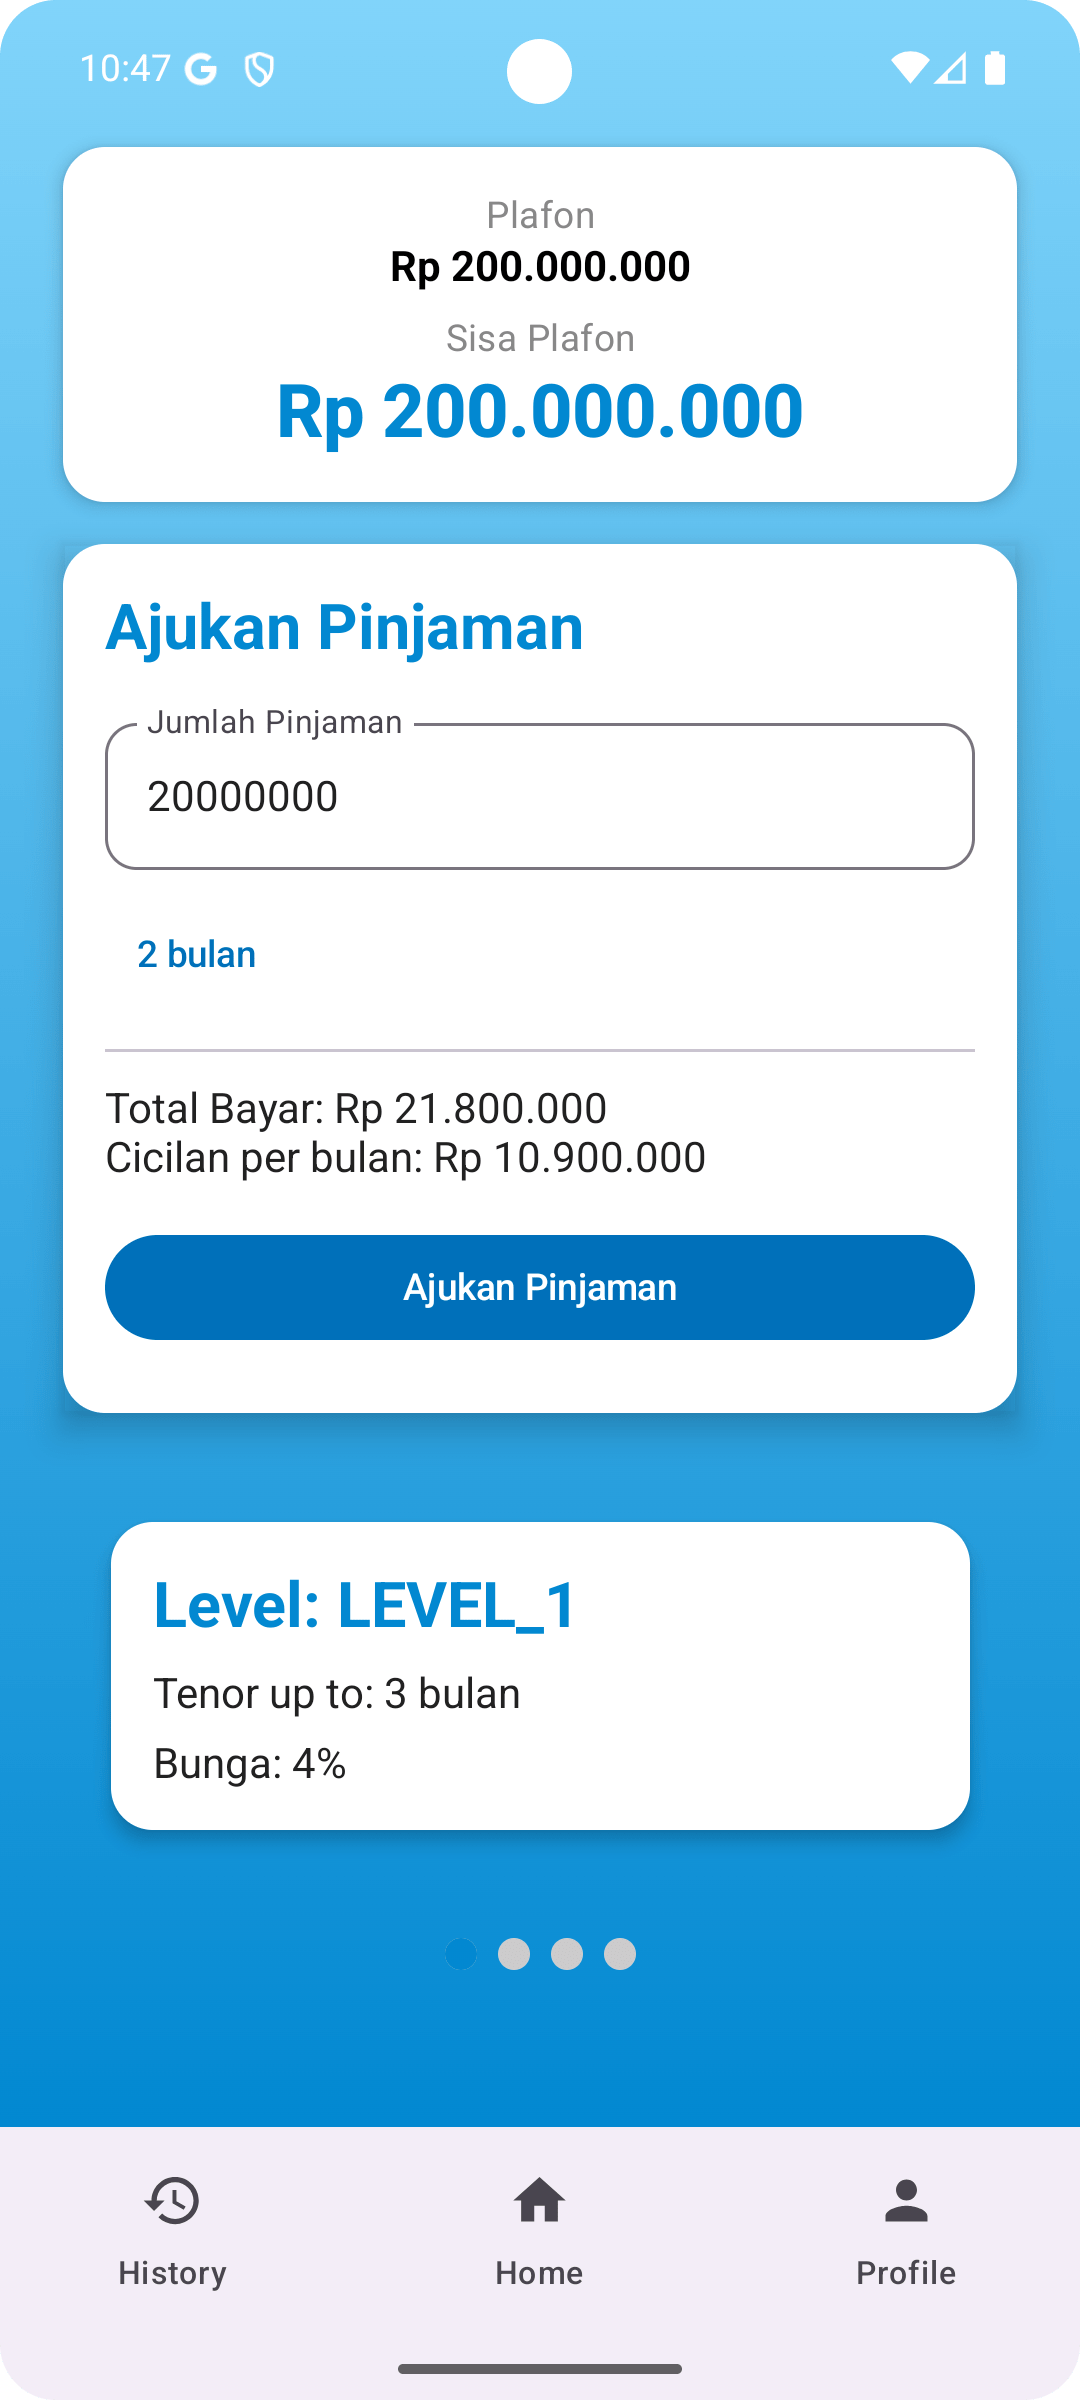 10:47
Plafon
Rp 200.000.000
Sisa Plafon
Rp 200.000.000
Ajukan Pinjaman
Jumlah Pinjaman
20000000
2 bulan
Total Bayar: Rp 21.800.000
Cicilan per bulan: Rp 10.900.000
Ajukan Pinjaman
Level: LEVEL_1
Tenor up to: 3 bulan
Bunga: 4%
History
Home
Profile